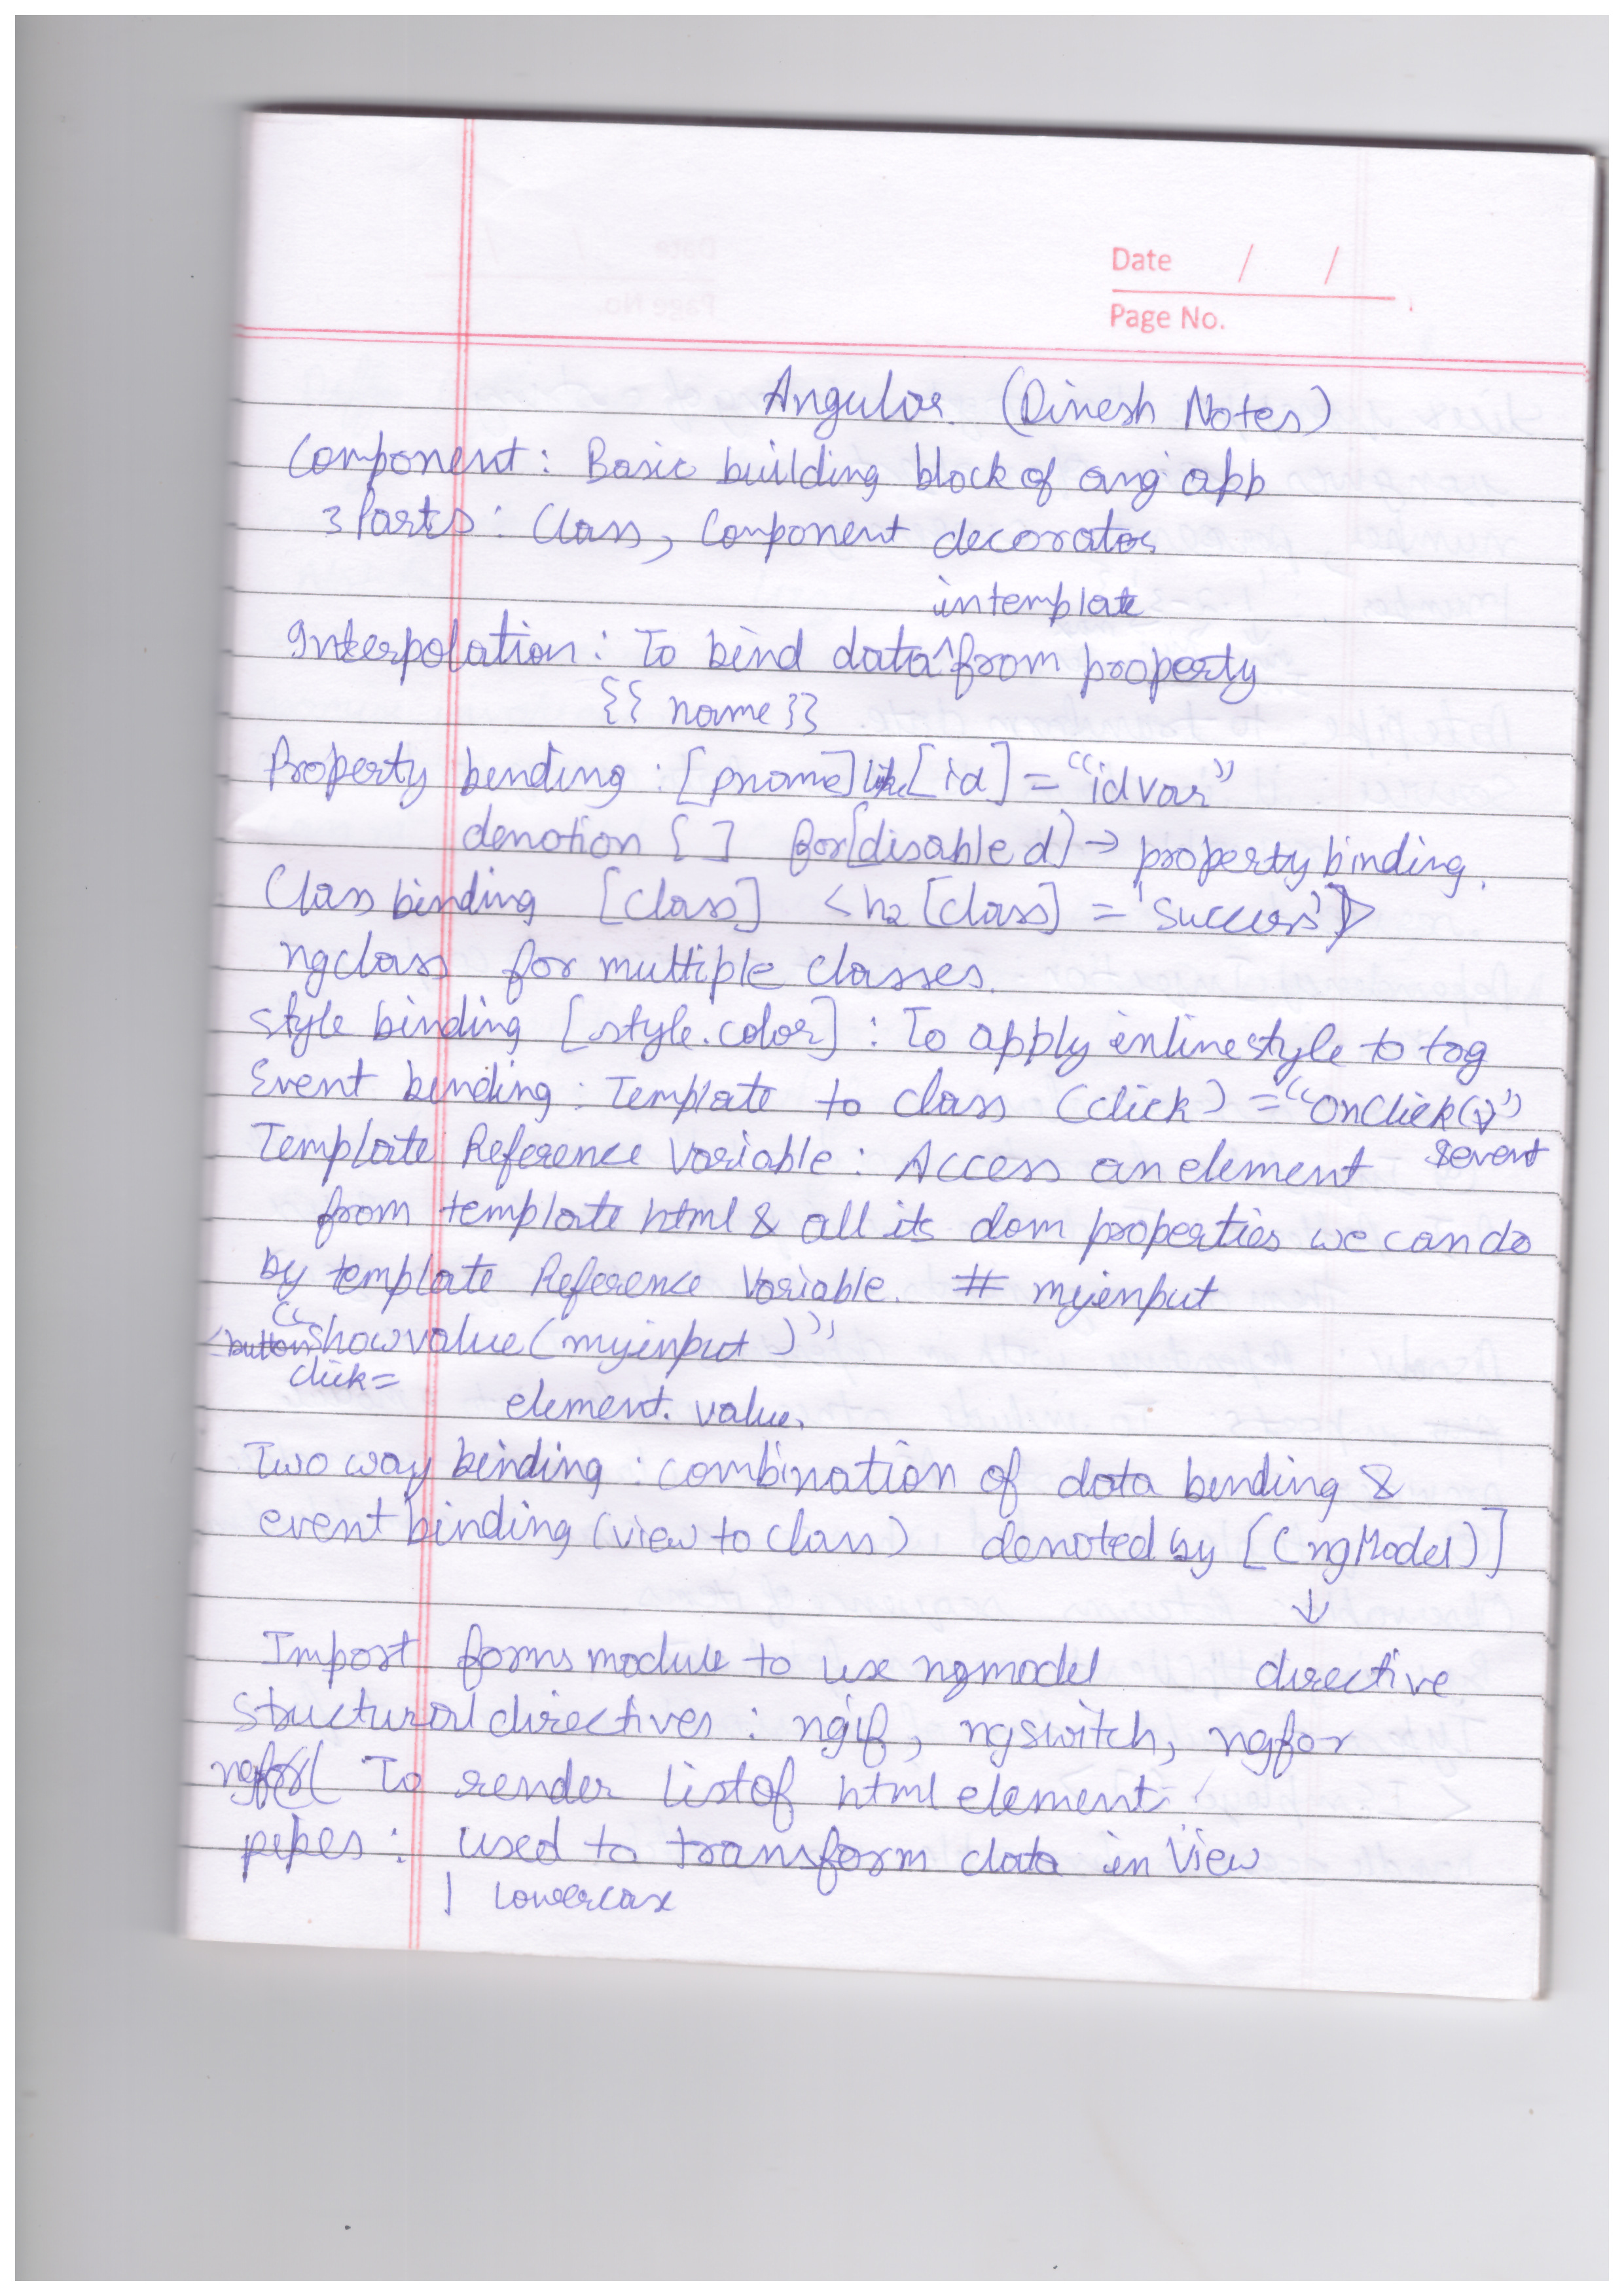 Date / /
Page No.
Angular (Dinesh Notes)
Component : Basic building block of ang app
3 Parts : Class, Component decorator
in template
Interpolation : To bind data ^ from property
{{ name }}
Property binding : [pname] like [id] = "idvar"
denotion [ ] for [disabled] → property binding.
Class binding [class] <h2 [class] = 'success'>
ngclass for multiple classes.
style binding [style.color] : To apply inline style to tag
Event binding : Template to class (click) = "onClick()"
$event
Template Reference Variable : Access an element
from template html & all its dom properties we can do
by template Reference Variable. # myinput
<button "showvalue(myinput)"
click=
element.value.
Two way binding : combination of data binding &
event binding (view to class) denoted by [(ngModel)]
↓
Import forms module to use ngmodel directive
structural directives : ngif, ngswitch, ngfor
ngfor To render list of html element
pipes : used to transform data in View
| lowercase